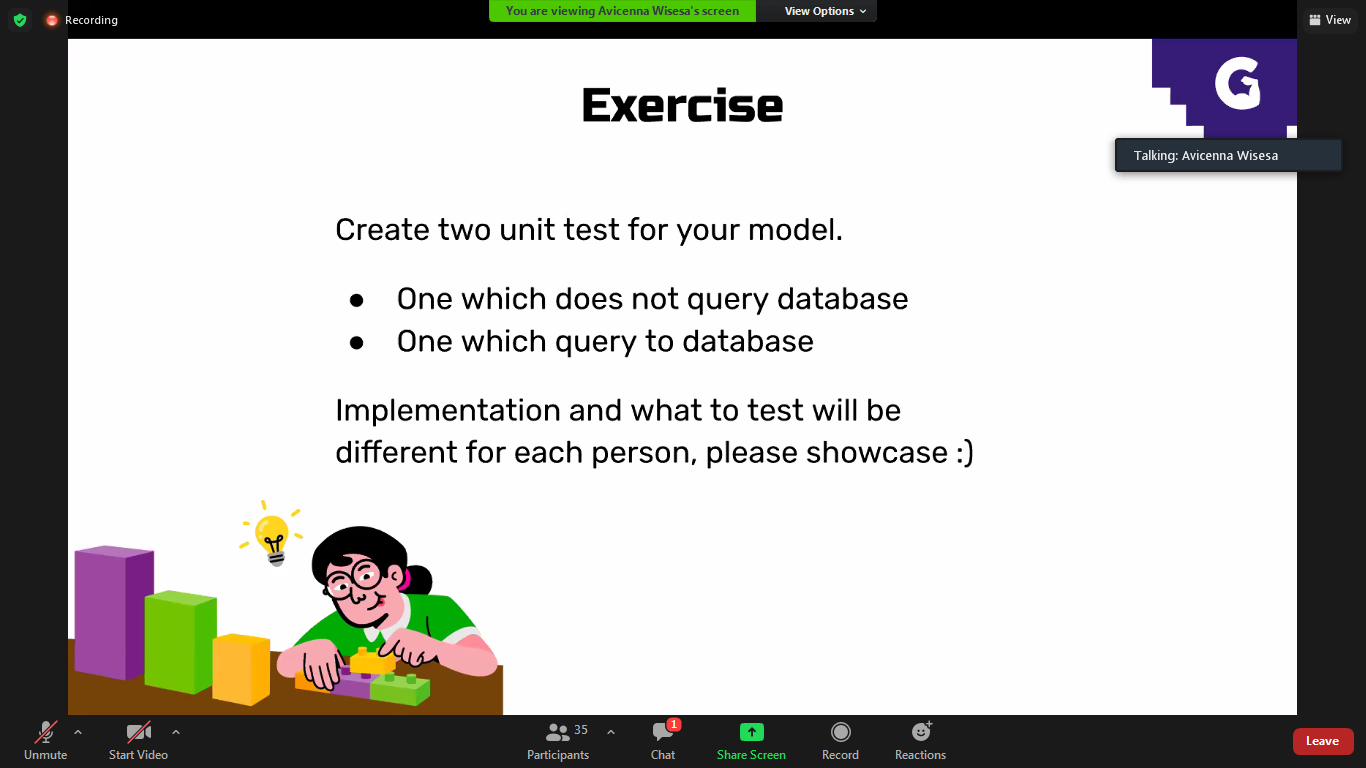 Recording
You are viewing Avicenna Wisesa's screen
View Options
View
Exercise
G
Talking: Avicenna Wisesa
Create two unit test for your model.
● One which does not query database
● One which query to database
Implementation and what to test will be
different for each person, please showcase :)
Unmute
Start Video
Participants
35
Chat
1
Share Screen
Record
Reactions
Leave